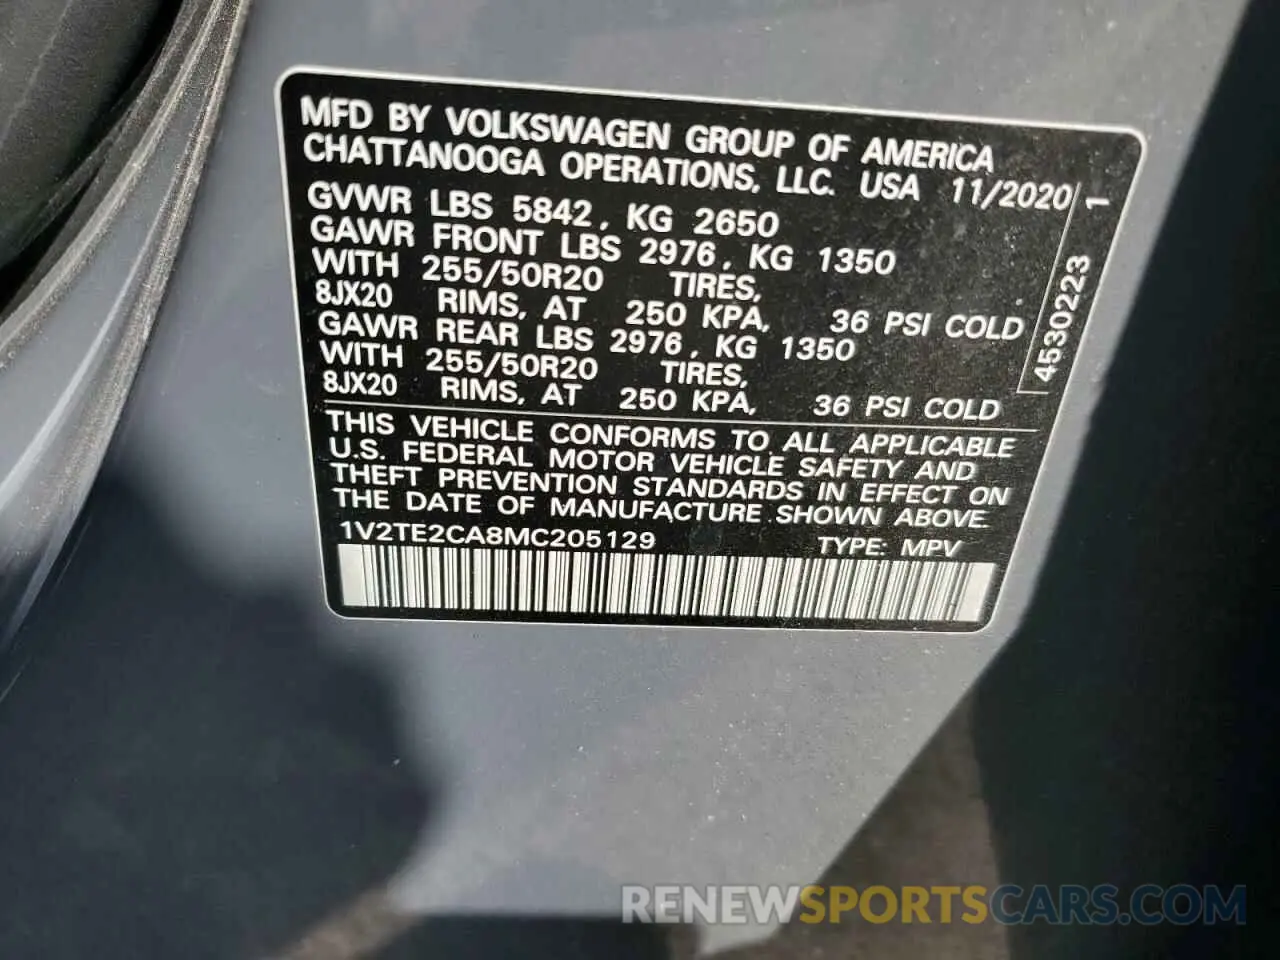 MFD BY VOLKSWAGEN GROUP OF AMERICA
CHATTANOOGA OPERATIONS, LLC. USA 11/2020
GVWR LBS 5842, KG 2650
GAWR FRONT LBS 2976, KG 1350
WITH 255/50R20 TIRES,
8JX20 RIMS, AT 250 KPA, 36 PSI COLD
GAWR REAR LBS 2976, KG 1350
WITH 255/50R20 TIRES,
8JX20 RIMS, AT 250 KPA, 36 PSI COLD
4530223 1
THIS VEHICLE CONFORMS TO ALL APPLICABLE
U.S. FEDERAL MOTOR VEHICLE SAFETY AND
THEFT PREVENTION STANDARDS IN EFFECT ON
THE DATE OF MANUFACTURE SHOWN ABOVE.
1V2TE2CA8MC205129 TYPE: MPV
RENEWSPORTSCARS.COM